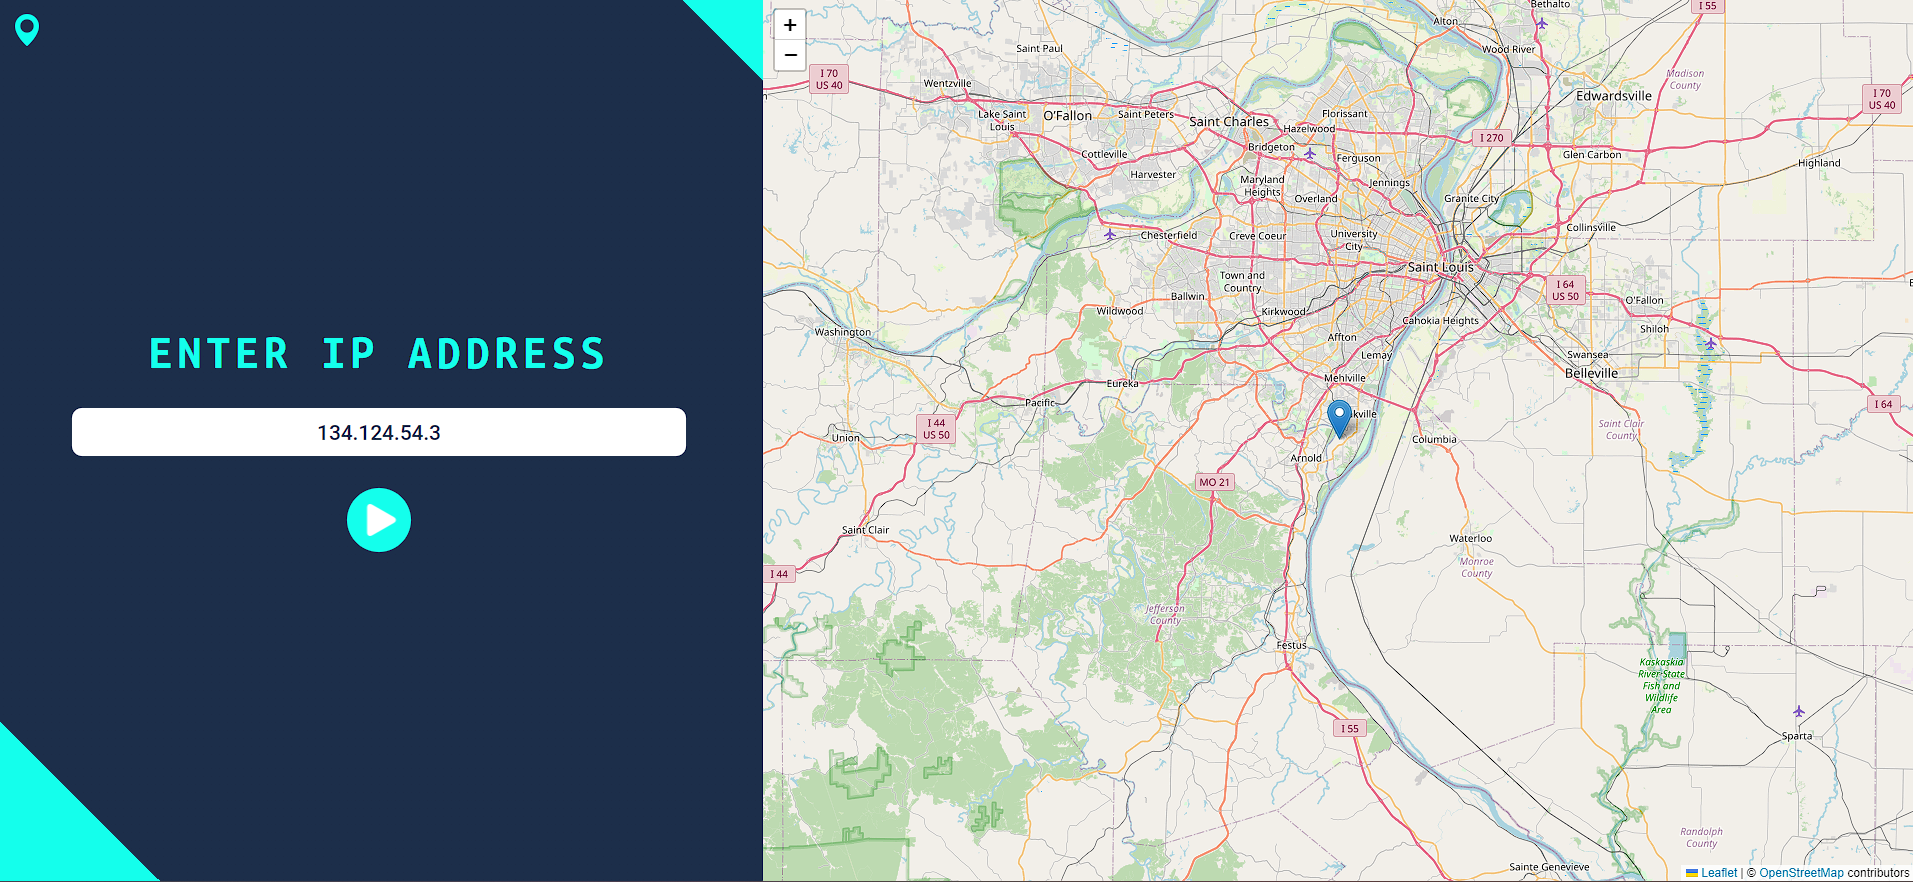 ENTER IP ADDRESS
134.124.54.3
+
−
Bethalto
I 55
Alton
Saint Paul
Wood River
I 70
US 40
Wentzville
Madison
County
Edwardsville
I 70
US 40
Lake Saint
Louis
O'Fallon
Saint Peters
Saint Charles
Florissant
Hazelwood
I 270
Bridgeton
Cottleville
Ferguson
Glen Carbon
Highland
Harvester
Maryland
Heights
Jennings
Overland
Granite City
Chesterfield
Creve Coeur
University
City
Collinsville
Saint Louis
Town and
Country
I 64
US 50
Ballwin
O'Fallon
Wildwood
Kirkwood
Cahokia Heights
Washington
Shiloh
Affton
Lemay
Swansea
Belleville
Mehlville
Eureka
Pacific
I 64
kville
I 44
US 50
Saint Clair
County
Union
Columbia
Arnold
MO 21
Saint Clair
Waterloo
Monroe
County
I 44
Jefferson
County
Festus
Kaskaskia
River State
Fish and
Wildlife
Area
I 55
Sparta
Randolph
County
Sainte Genevieve
Leaflet | © OpenStreetMap contributors